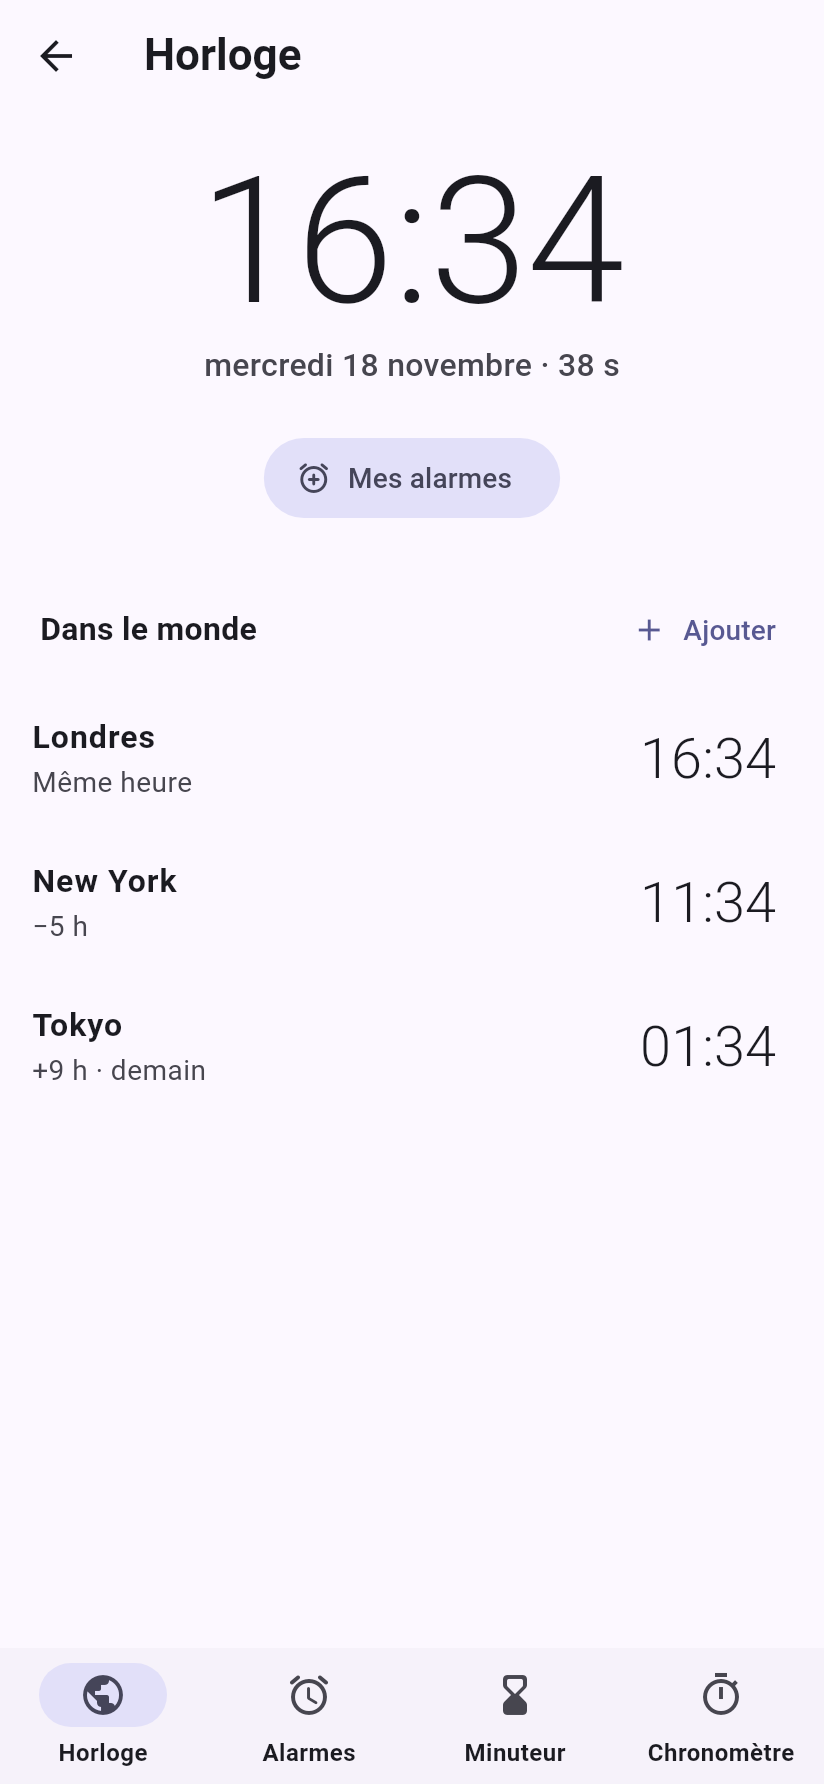 Horloge
16:34
mercredi 18 novembre · 38 s
Mes alarmes
Dans le monde
Ajouter
Londres
Même heure
16:34
New York
−5 h
11:34
Tokyo
+9 h · demain
01:34
Horloge
Alarmes
Minuteur
Chronomètre